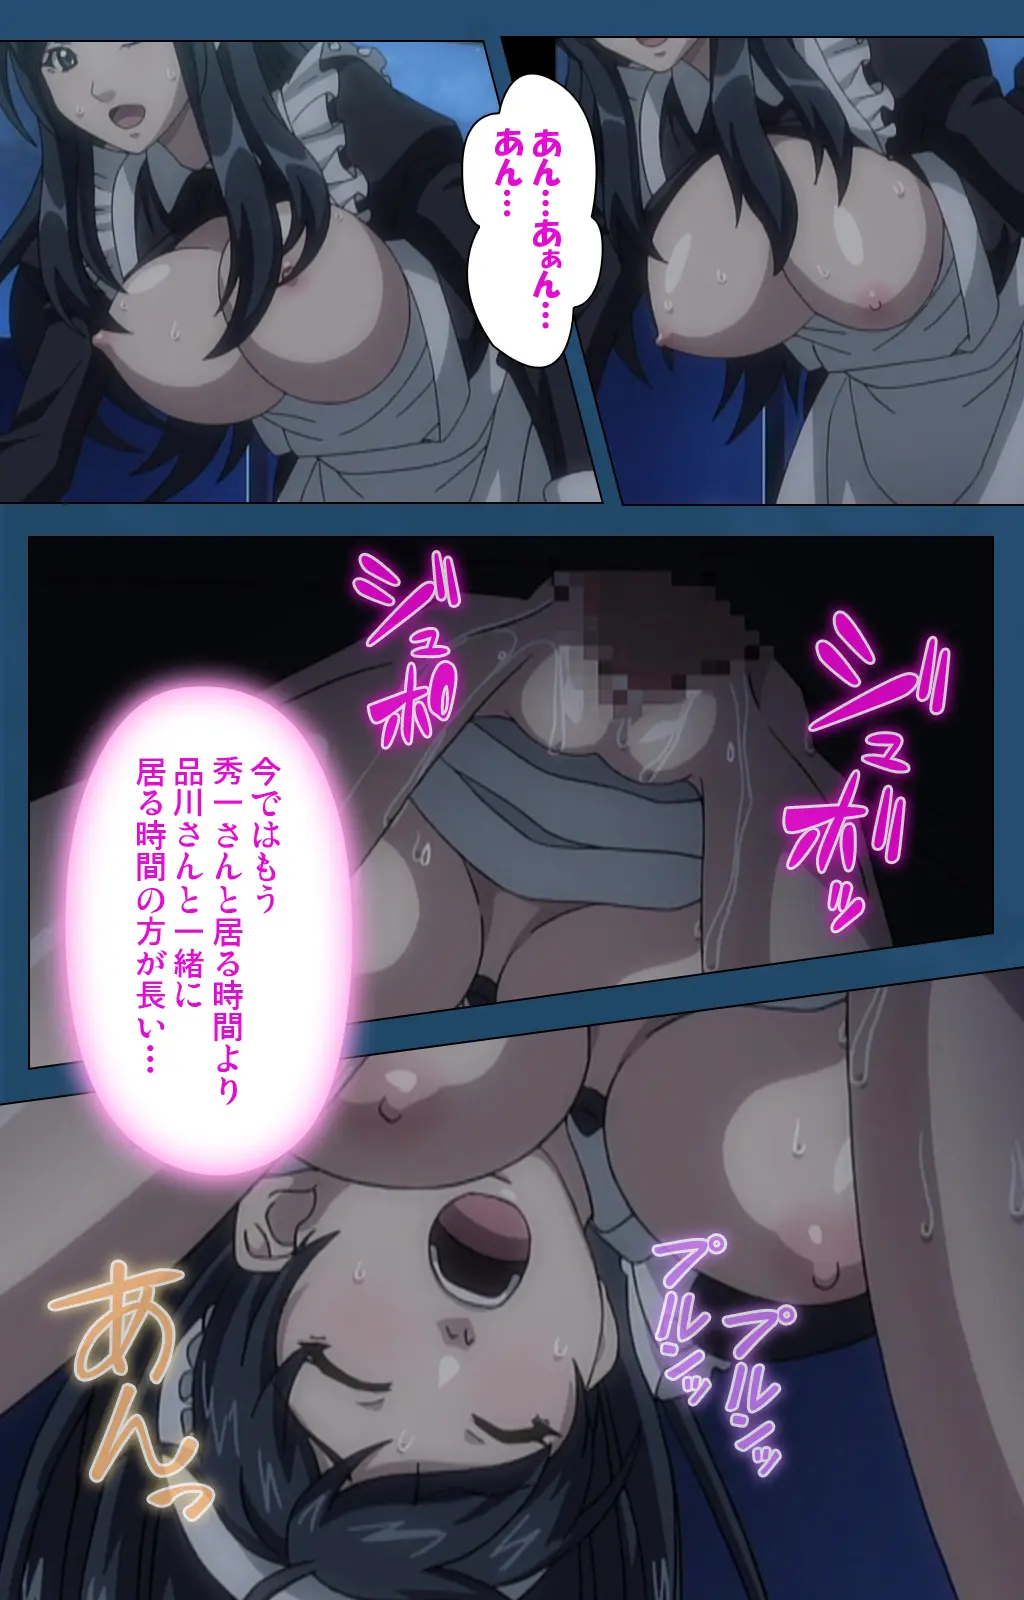 あん…あぁん…
あん…
ジュポ
ジュポッ
今ではもう
秀一さんと居る時間より
品川さんと一緒に
居る時間の方が長い…
プルンッ
プルンッ
あんっ